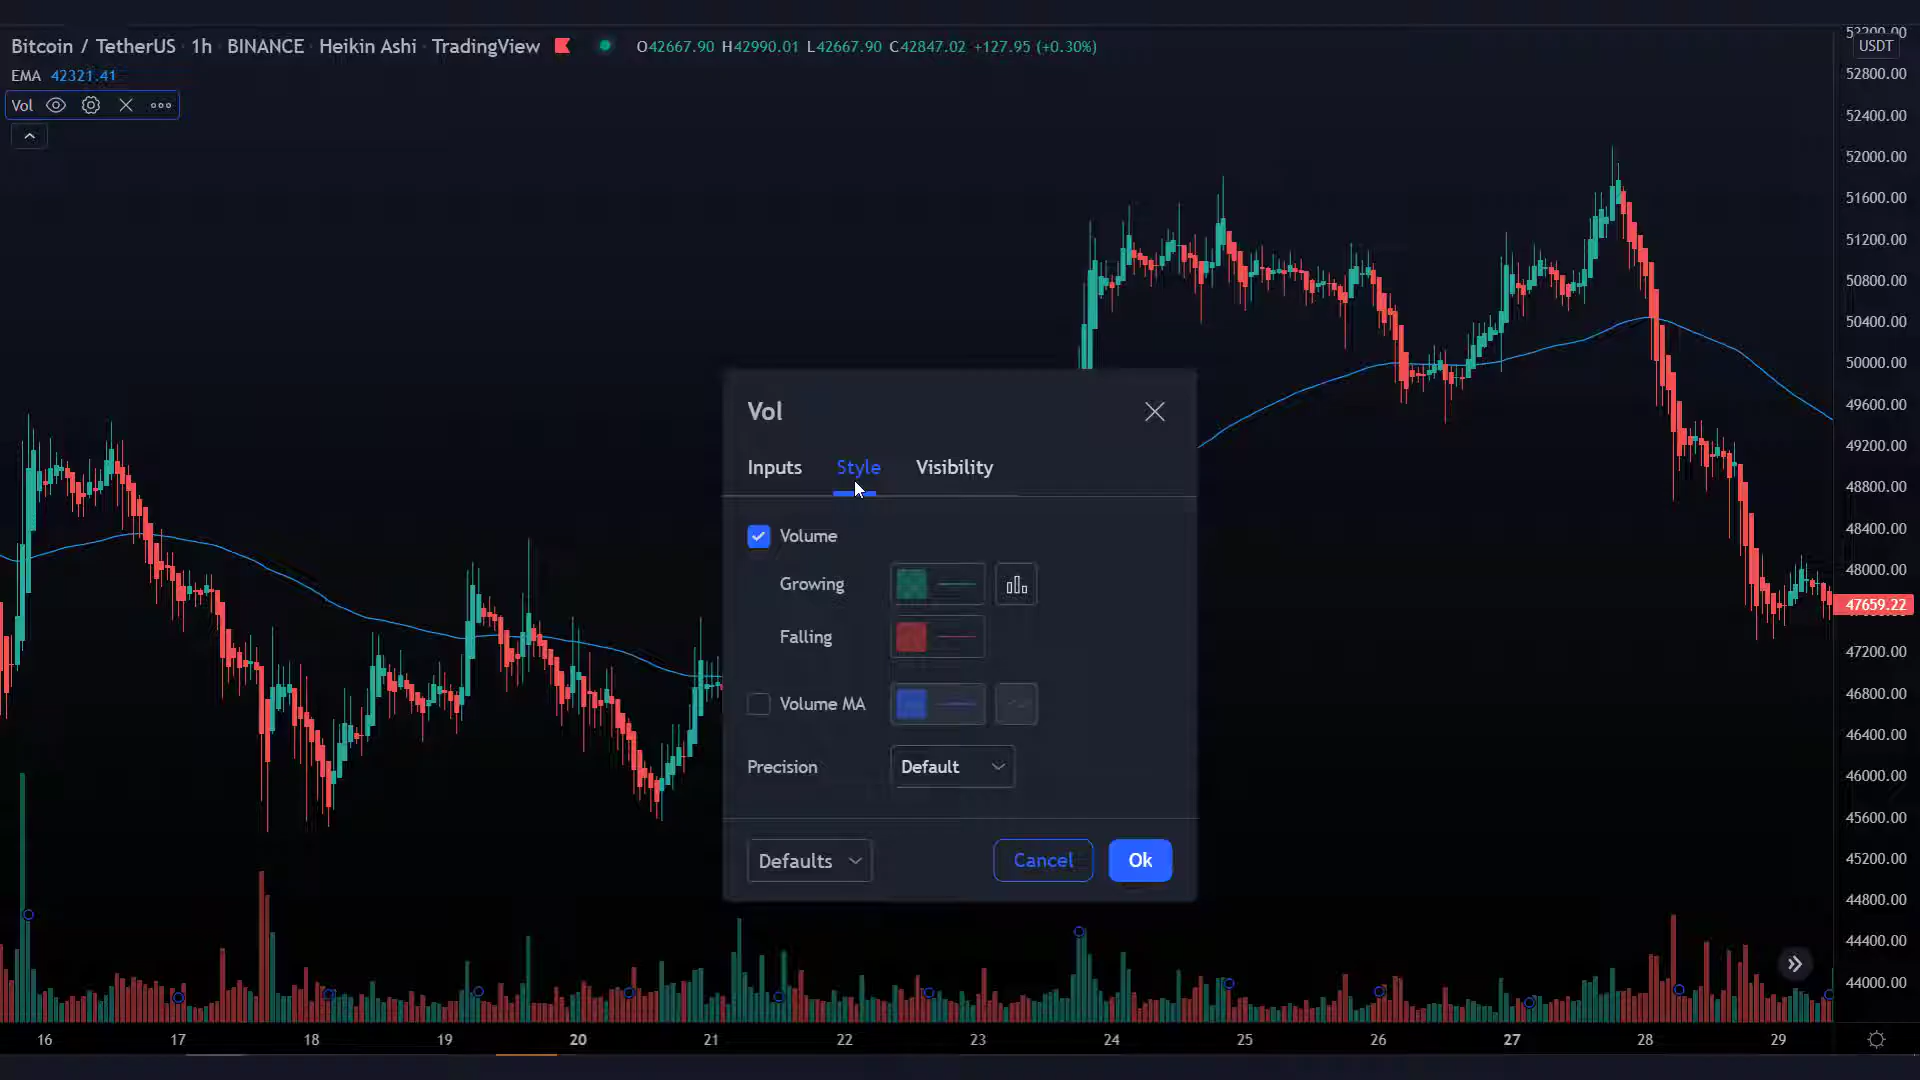 Bitcoin / TetherUS · 1h · BINANCE · Heikin Ashi · TradingView O42667.90 H42990.01 L42667.90 C42847.02 +127.95 (+0.30%)
EMA 42321.41
Vol
USDT
52800.00
52400.00
52000.00
51600.00
51200.00
50800.00
50400.00
50000.00
49600.00
49200.00
48800.00
48400.00
48000.00
47659.22
47200.00
46800.00
46400.00
46000.00
45600.00
45200.00
44800.00
44400.00
44000.00
Vol
Inputs Style Visibility
Volume
Growing
Falling
Volume MA
Precision Default
Defaults Cancel Ok
16 17 18 19 20 21 22 23 24 25 26 27 28 29